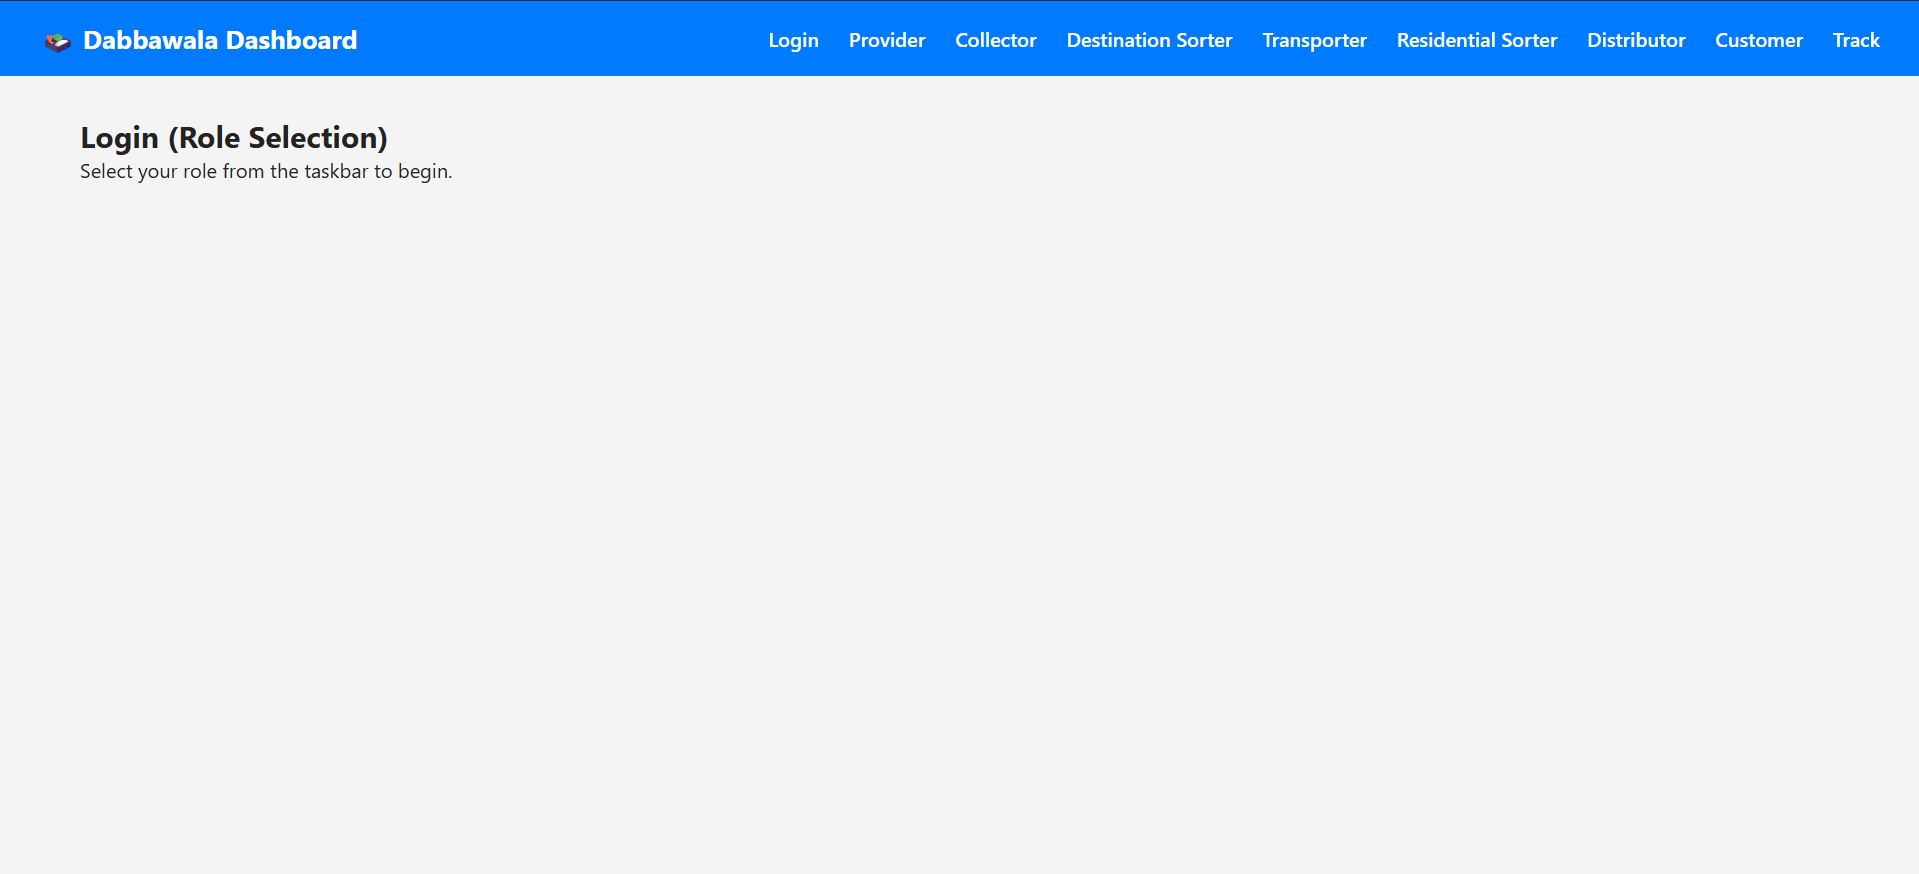 Dabbawala Dashboard
Login Provider Collector Destination Sorter Transporter Residential Sorter Distributor Customer Track
Login (Role Selection)
Select your role from the taskbar to begin.